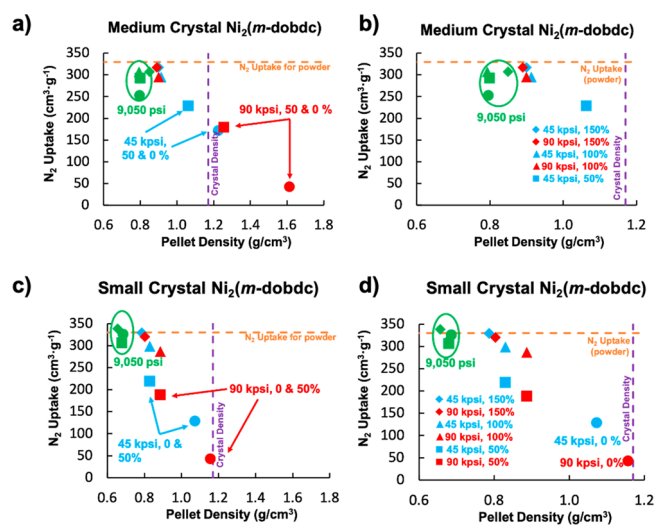 a)
Medium Crystal Ni₂(m-dobdc)
N₂ Uptake (cm³·g⁻¹)
350
300
250
200
150
100
50
0
N₂ Uptake for powder
9,050 psi
45 kpsi,
50 & 0 %
90 kpsi, 50 & 0 %
Crystal Density
0.4 0.6 0.8 1.0 1.2 1.4 1.6 1.8
Pellet Density (g/cm³)
b)
Medium Crystal Ni₂(m-dobdc)
N₂ Uptake (cm³·g⁻¹)
350
300
250
200
150
100
50
0
N₂ Uptake
(powder)
9,050 psi
45 kpsi, 150%
90 kpsi, 150%
45 kpsi, 100%
90 kpsi, 100%
45 kpsi, 50%
Crystal Density
0.6 0.8 1.0 1.2
Pellet Density (g/cm³)
c)
Small Crystal Ni₂(m-dobdc)
N₂ Uptake (cm³·g⁻¹)
350
300
250
200
150
100
50
0
N₂ Uptake for powder
9,050 psi
90 kpsi, 0 & 50%
45 kpsi, 0 &
50%
Crystal Density
0.4 0.6 0.8 1.0 1.2 1.4 1.6 1.8
Pellet Density (g/cm³)
d)
Small Crystal Ni₂(m-dobdc)
N₂ Uptake (cm³·g⁻¹)
350
300
250
200
150
100
50
0
N₂ Uptake
(powder)
9,050 psi
45 kpsi, 150%
90 kpsi, 150%
45 kpsi, 100%
90 kpsi, 100%
45 kpsi, 50%
90 kpsi, 50%
45 kpsi, 0 %
90 kpsi, 0%
Crystal Density
0.6 0.8 1 1.2
Pellet Density (g/cm³)